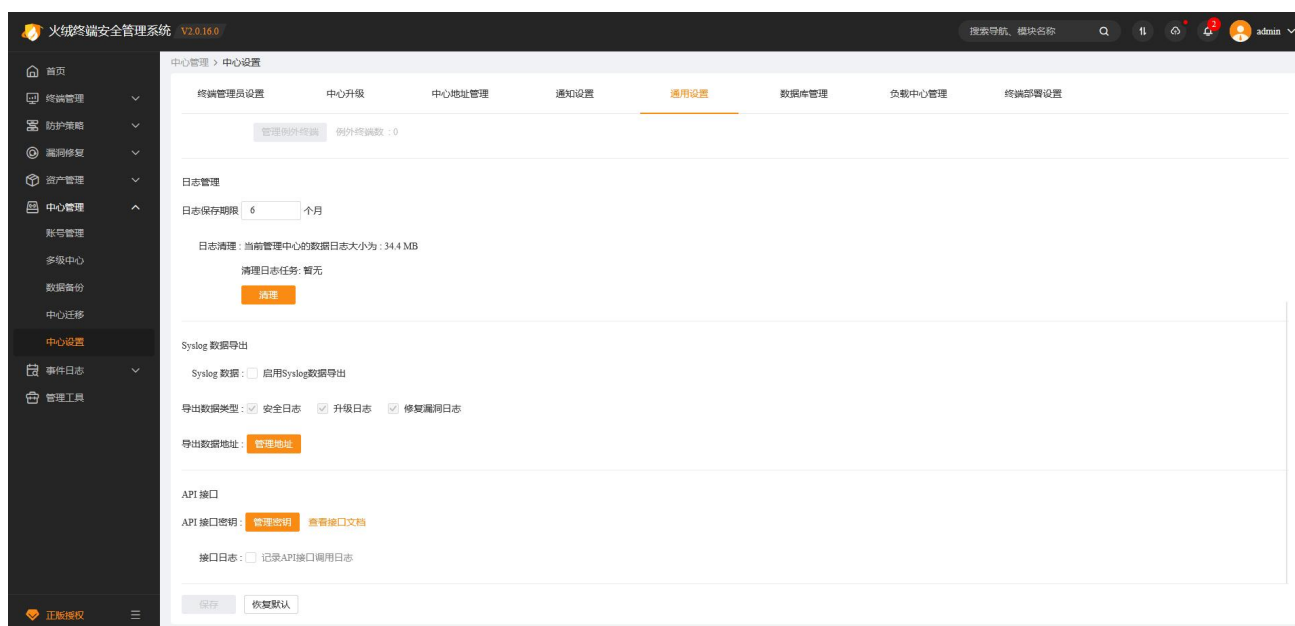 火绒终端安全管理系统 V2.0.16.0
搜索导航、模块名称
2
admin
首页
终端管理
防护策略
漏洞修复
资产管理
中心管理
账号管理
多级中心
数据备份
中心迁移
中心设置
事件日志
管理工具
正版授权
中心管理 > 中心设置
终端管理员设置 中心升级 中心地址管理 通知设置 通用设置 数据库管理 负载中心管理 终端部署设置
管理例外终端 例外终端数 : 0
日志管理
日志保存期限 6 个月
日志清理 : 当前管理中心的数据日志大小为 : 34.4 MB
清理日志任务: 暂无
清理
Syslog 数据导出
Syslog 数据 : 启用Syslog数据导出
导出数据类型 : 安全日志 升级日志 修复漏洞日志
导出数据地址 : 管理地址
API 接口
API 接口密钥 : 管理密钥 查看接口文档
接口日志 : 记录API接口调用日志
保存 恢复默认